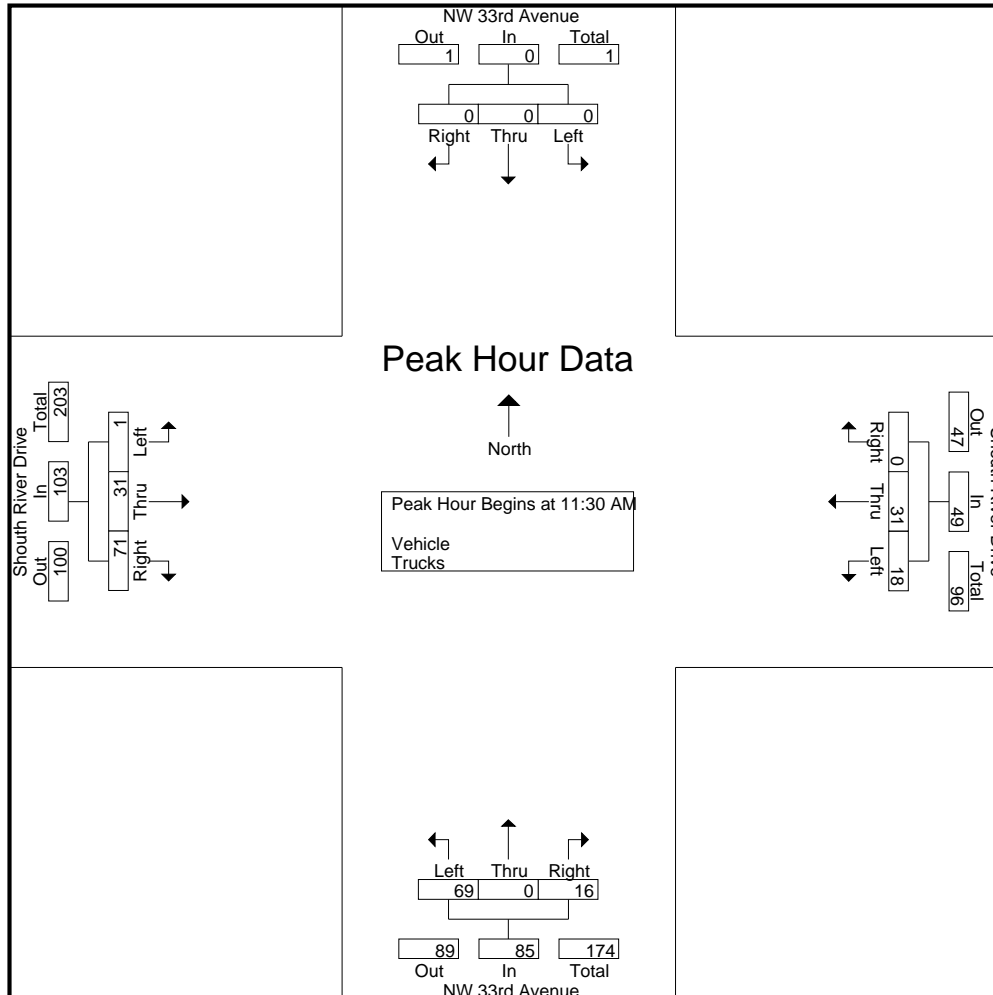 NW 33rd Avenue
Out In Total
1 0 1
0 0 0
Right Thru Left
Peak Hour Data
North
Peak Hour Begins at 11:30 AM
Vehicle
Trucks
Shouth River Drive
Out In Total
100 103 203
71 31 1
Right Thru Left
Out In Total
47 49 96
0 31 18
Right Thru Left
Left Thru Right
69 0 16
89 85 174
Out In Total
NW 33rd Avenue